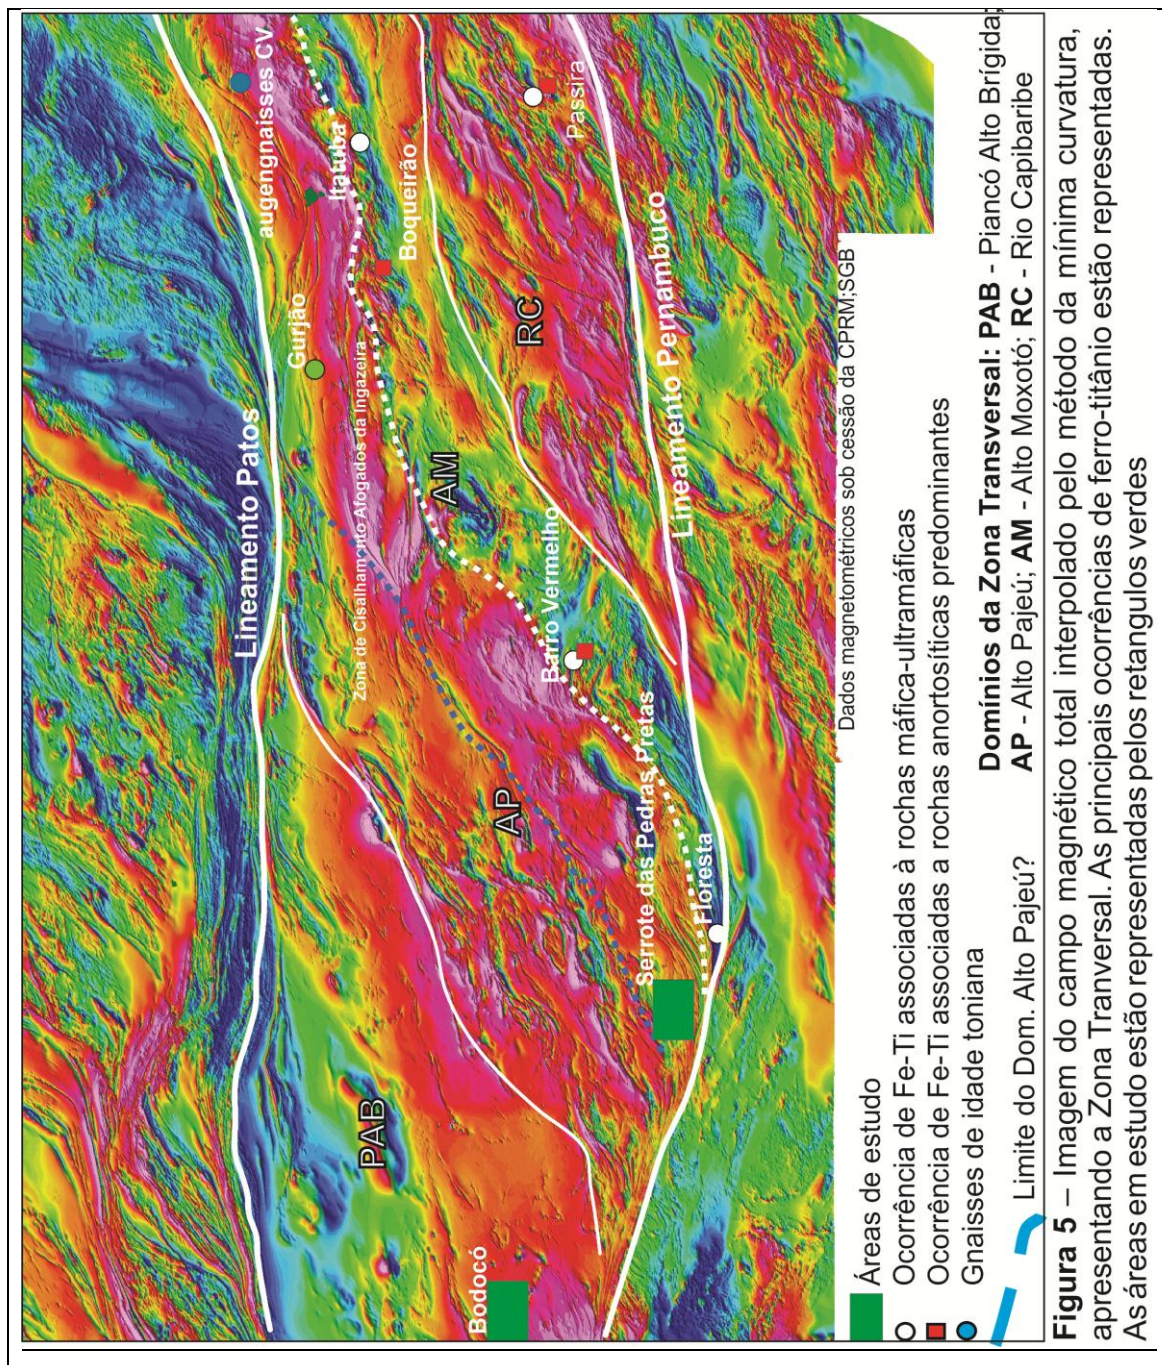 augengnaisses CV
Itatuba
Passira
Boqueirão
Gurjão
Lineamento Patos
Zona de Cisalhamento Afogados da Ingazeira
RC
Lineamento Pernambuco
AM
Barro Vermelho
AP
Serrote das Pedras Pretas
Floresta
PAB
Bodocó
Dados magnetométricos sob cessão da CPRM;SGB
Áreas de estudo
Ocorrência de Fe-Ti associadas à rochas máfica-ultramáficas
Ocorrência de Fe-Ti associadas a rochas anortosíticas predominantes
Gnaisses de idade toniana
Limite do Dom. Alto Pajeú?
Domínios da Zona Transversal: PAB - Piancó Alto Brígida;
AP - Alto Pajeú; AM - Alto Moxotó; RC - Rio Capibaribe
Figura 5 – Imagem do campo magnético total interpolado pelo método da mínima curvatura,
apresentando a Zona Tranversal. As principais ocorrências de ferro-titânio estão representadas.
As áreas em estudo estão representadas pelos retangulos verdes